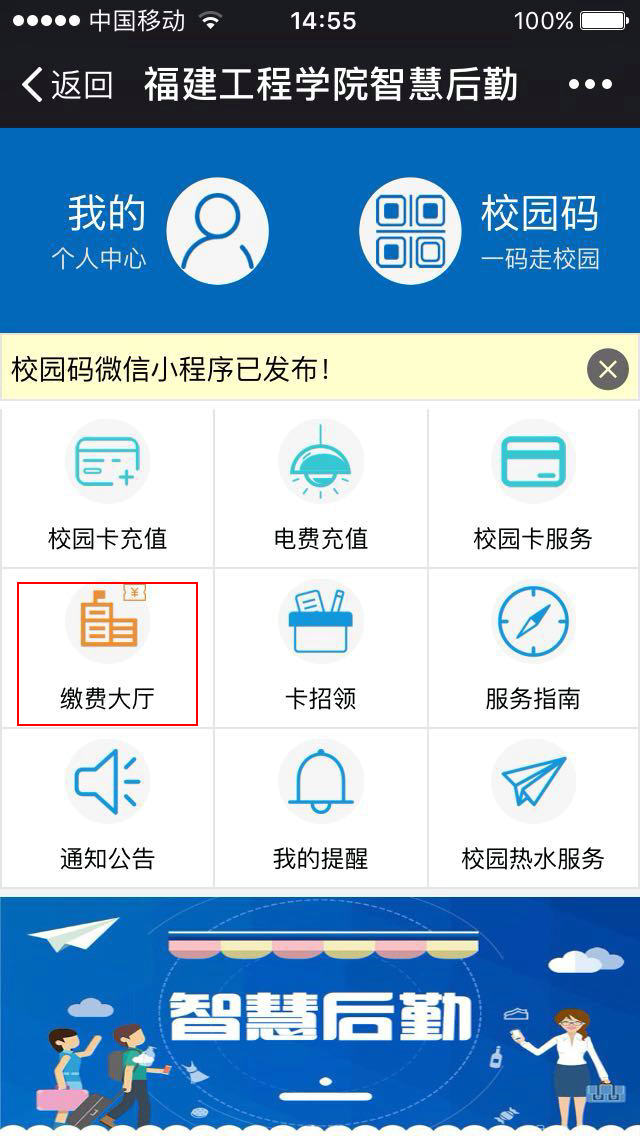 中国移动 14:55 100%
返回 福建工程学院智慧后勤
我的 校园码
个人中心 一码走校园
校园码微信小程序已发布！
校园卡充值 电费充值 校园卡服务
¥
缴费大厅 卡招领 服务指南
通知公告 我的提醒 校园热水服务
智慧后勤